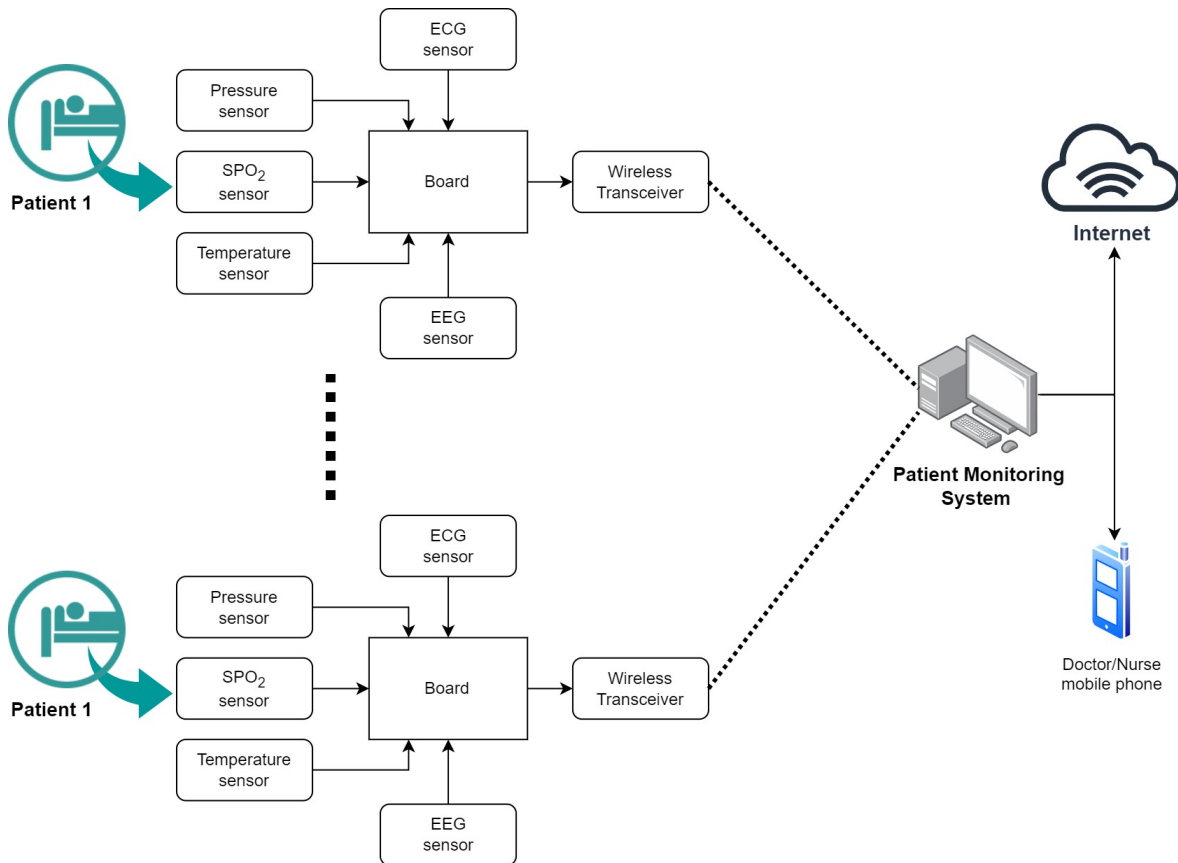 ECG
sensor
Pressure
sensor
Patient 1
SPO₂
sensor
Board
Wireless
Transceiver
Temperature
sensor
EEG
sensor
Internet
Patient Monitoring
System
ECG
sensor
Pressure
sensor
Patient 1
SPO₂
sensor
Board
Wireless
Transceiver
Temperature
sensor
EEG
sensor
Doctor/Nurse
mobile phone